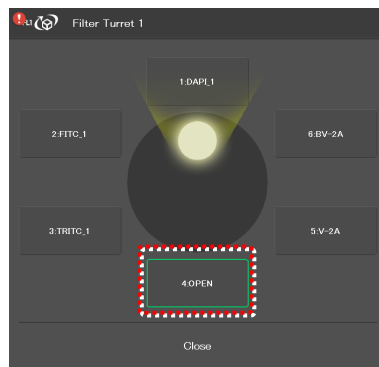 Filter Turret 1
1:DAPI_1
2:FITC_1
6:BV-2A
3:TRITC_1
5:V-2A
4:OPEN
Close